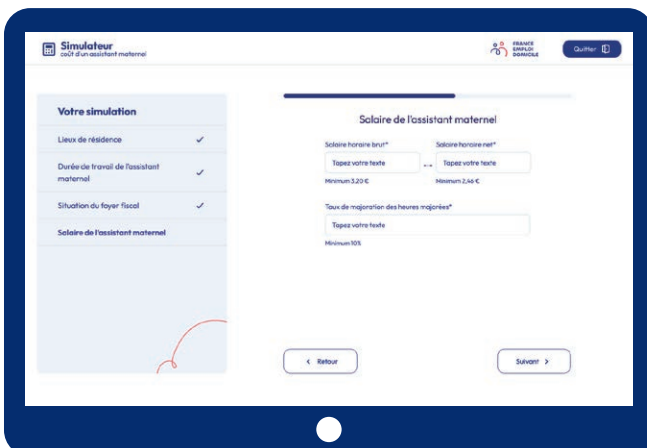 Simulateur
coût d'un assistant maternel
FRANCE
EMPLOI
DOMICILE
Quitter
Votre simulation
Lieux de résidence
Durée de travail de l'assistant
maternel
Situation du foyer fiscal
Salaire de l'assistant maternel
Salaire de l'assistant maternel
Salaire horaire brut*
Salaire horaire net*
Tapez votre texte
Tapez votre texte
Minimum 3,20 €
Minimum 2,46 €
Taux de majoration des heures majorées*
Tapez votre texte
Minimum 10%
Retour
Suivant